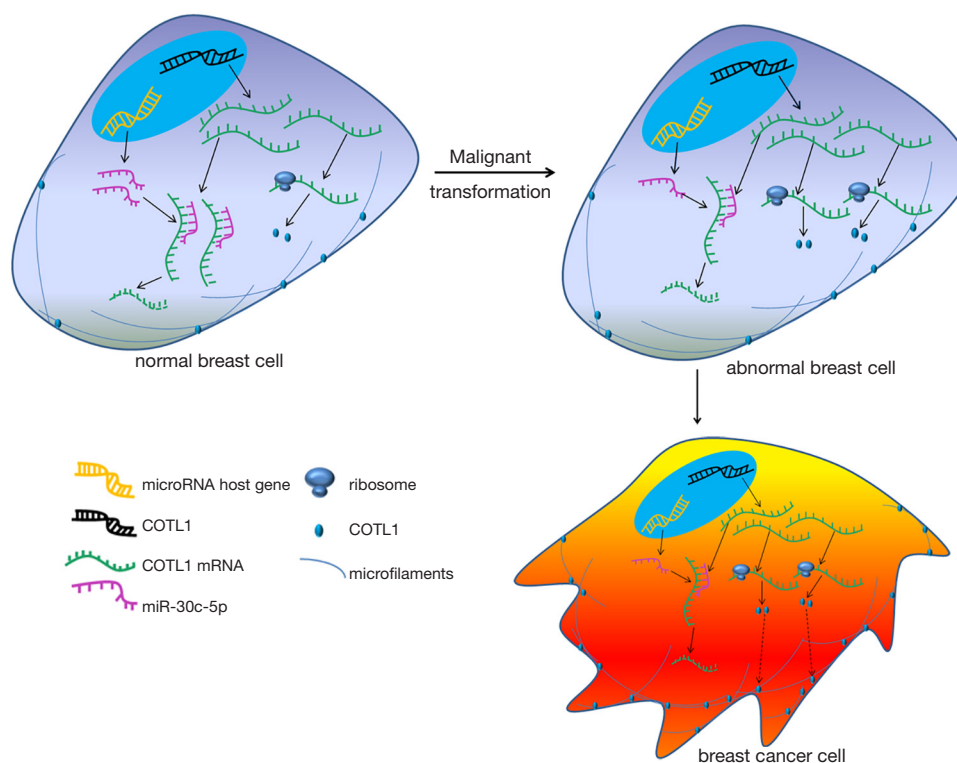 Malignant
transformation
normal breast cell
abnormal breast cell
microRNA host gene
ribosome
COTL1
COTL1
COTL1 mRNA
microfilaments
miR-30c-5p
breast cancer cell